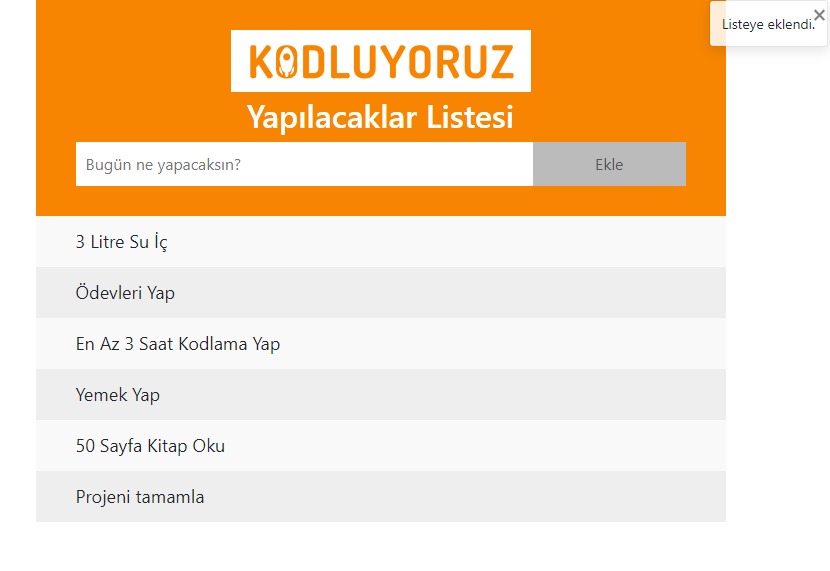 Listeye eklendi.
KODLUYORUZ
Yapılacaklar Listesi
Bugün ne yapacaksın?
Ekle
3 Litre Su İç
Ödevleri Yap
En Az 3 Saat Kodlama Yap
Yemek Yap
50 Sayfa Kitap Oku
Projeni tamamla